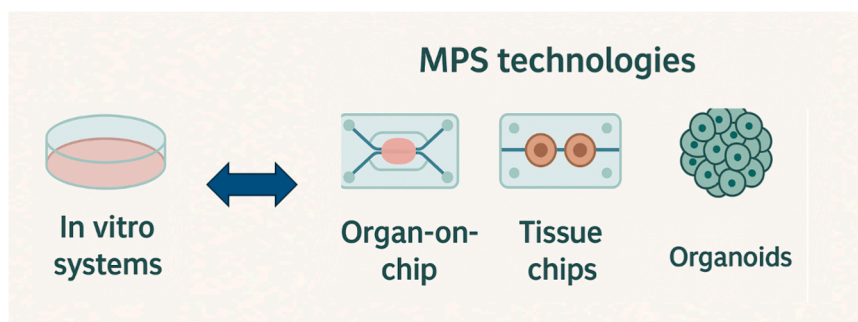 MPS technologies
In vitro
systems
Organ-on-
chip
Tissue
chips
Organoids